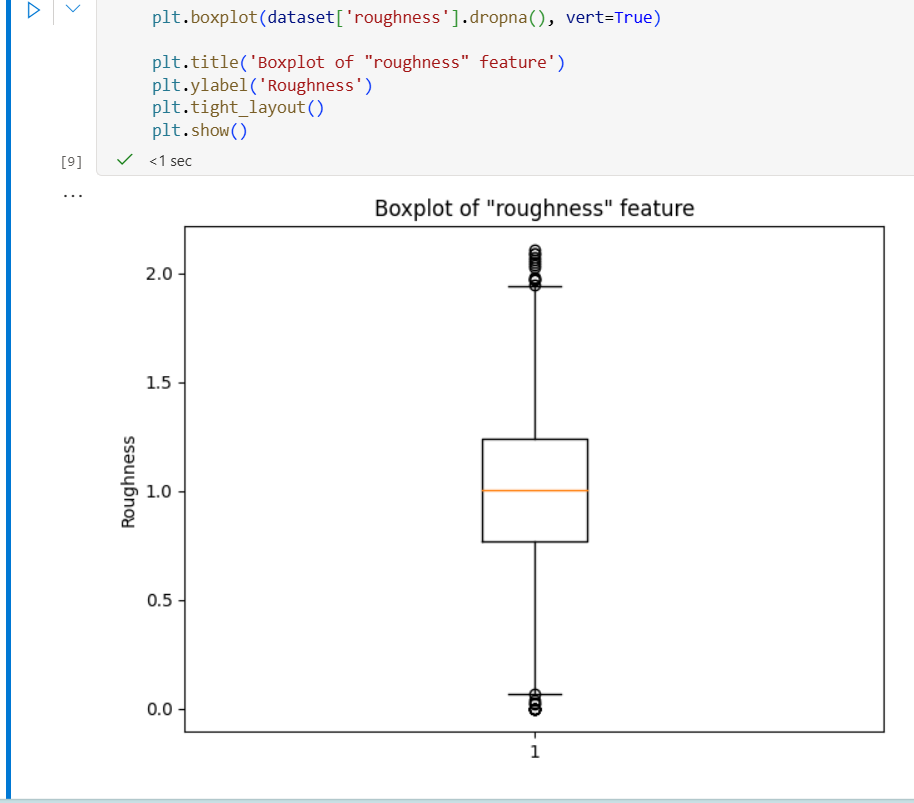 plt.boxplot(dataset['roughness'].dropna(), vert=True)
plt.title('Boxplot of "roughness" feature')
plt.ylabel('Roughness')
plt.tight_layout()
plt.show()
[9]
<1 sec
...
Boxplot of "roughness" feature
2.0
1.5
1.0
0.5
0.0
Roughness
1